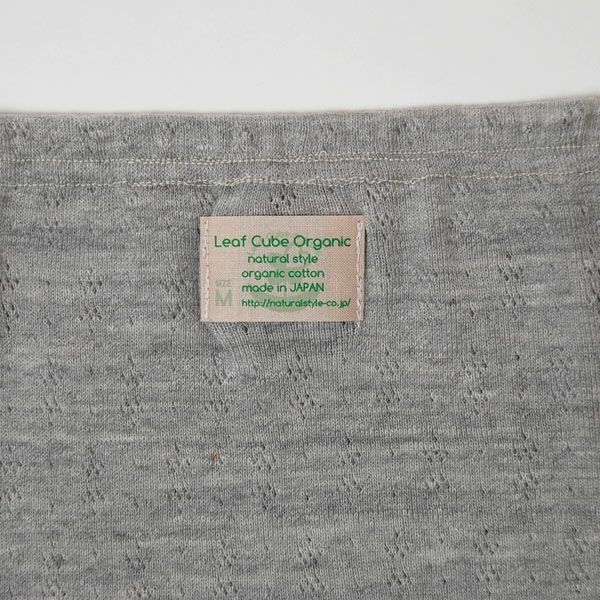 Leaf Cube Organic
natural style
organic cotton
SIZE
M
made in JAPAN
http://naturalstyle-co.jp/